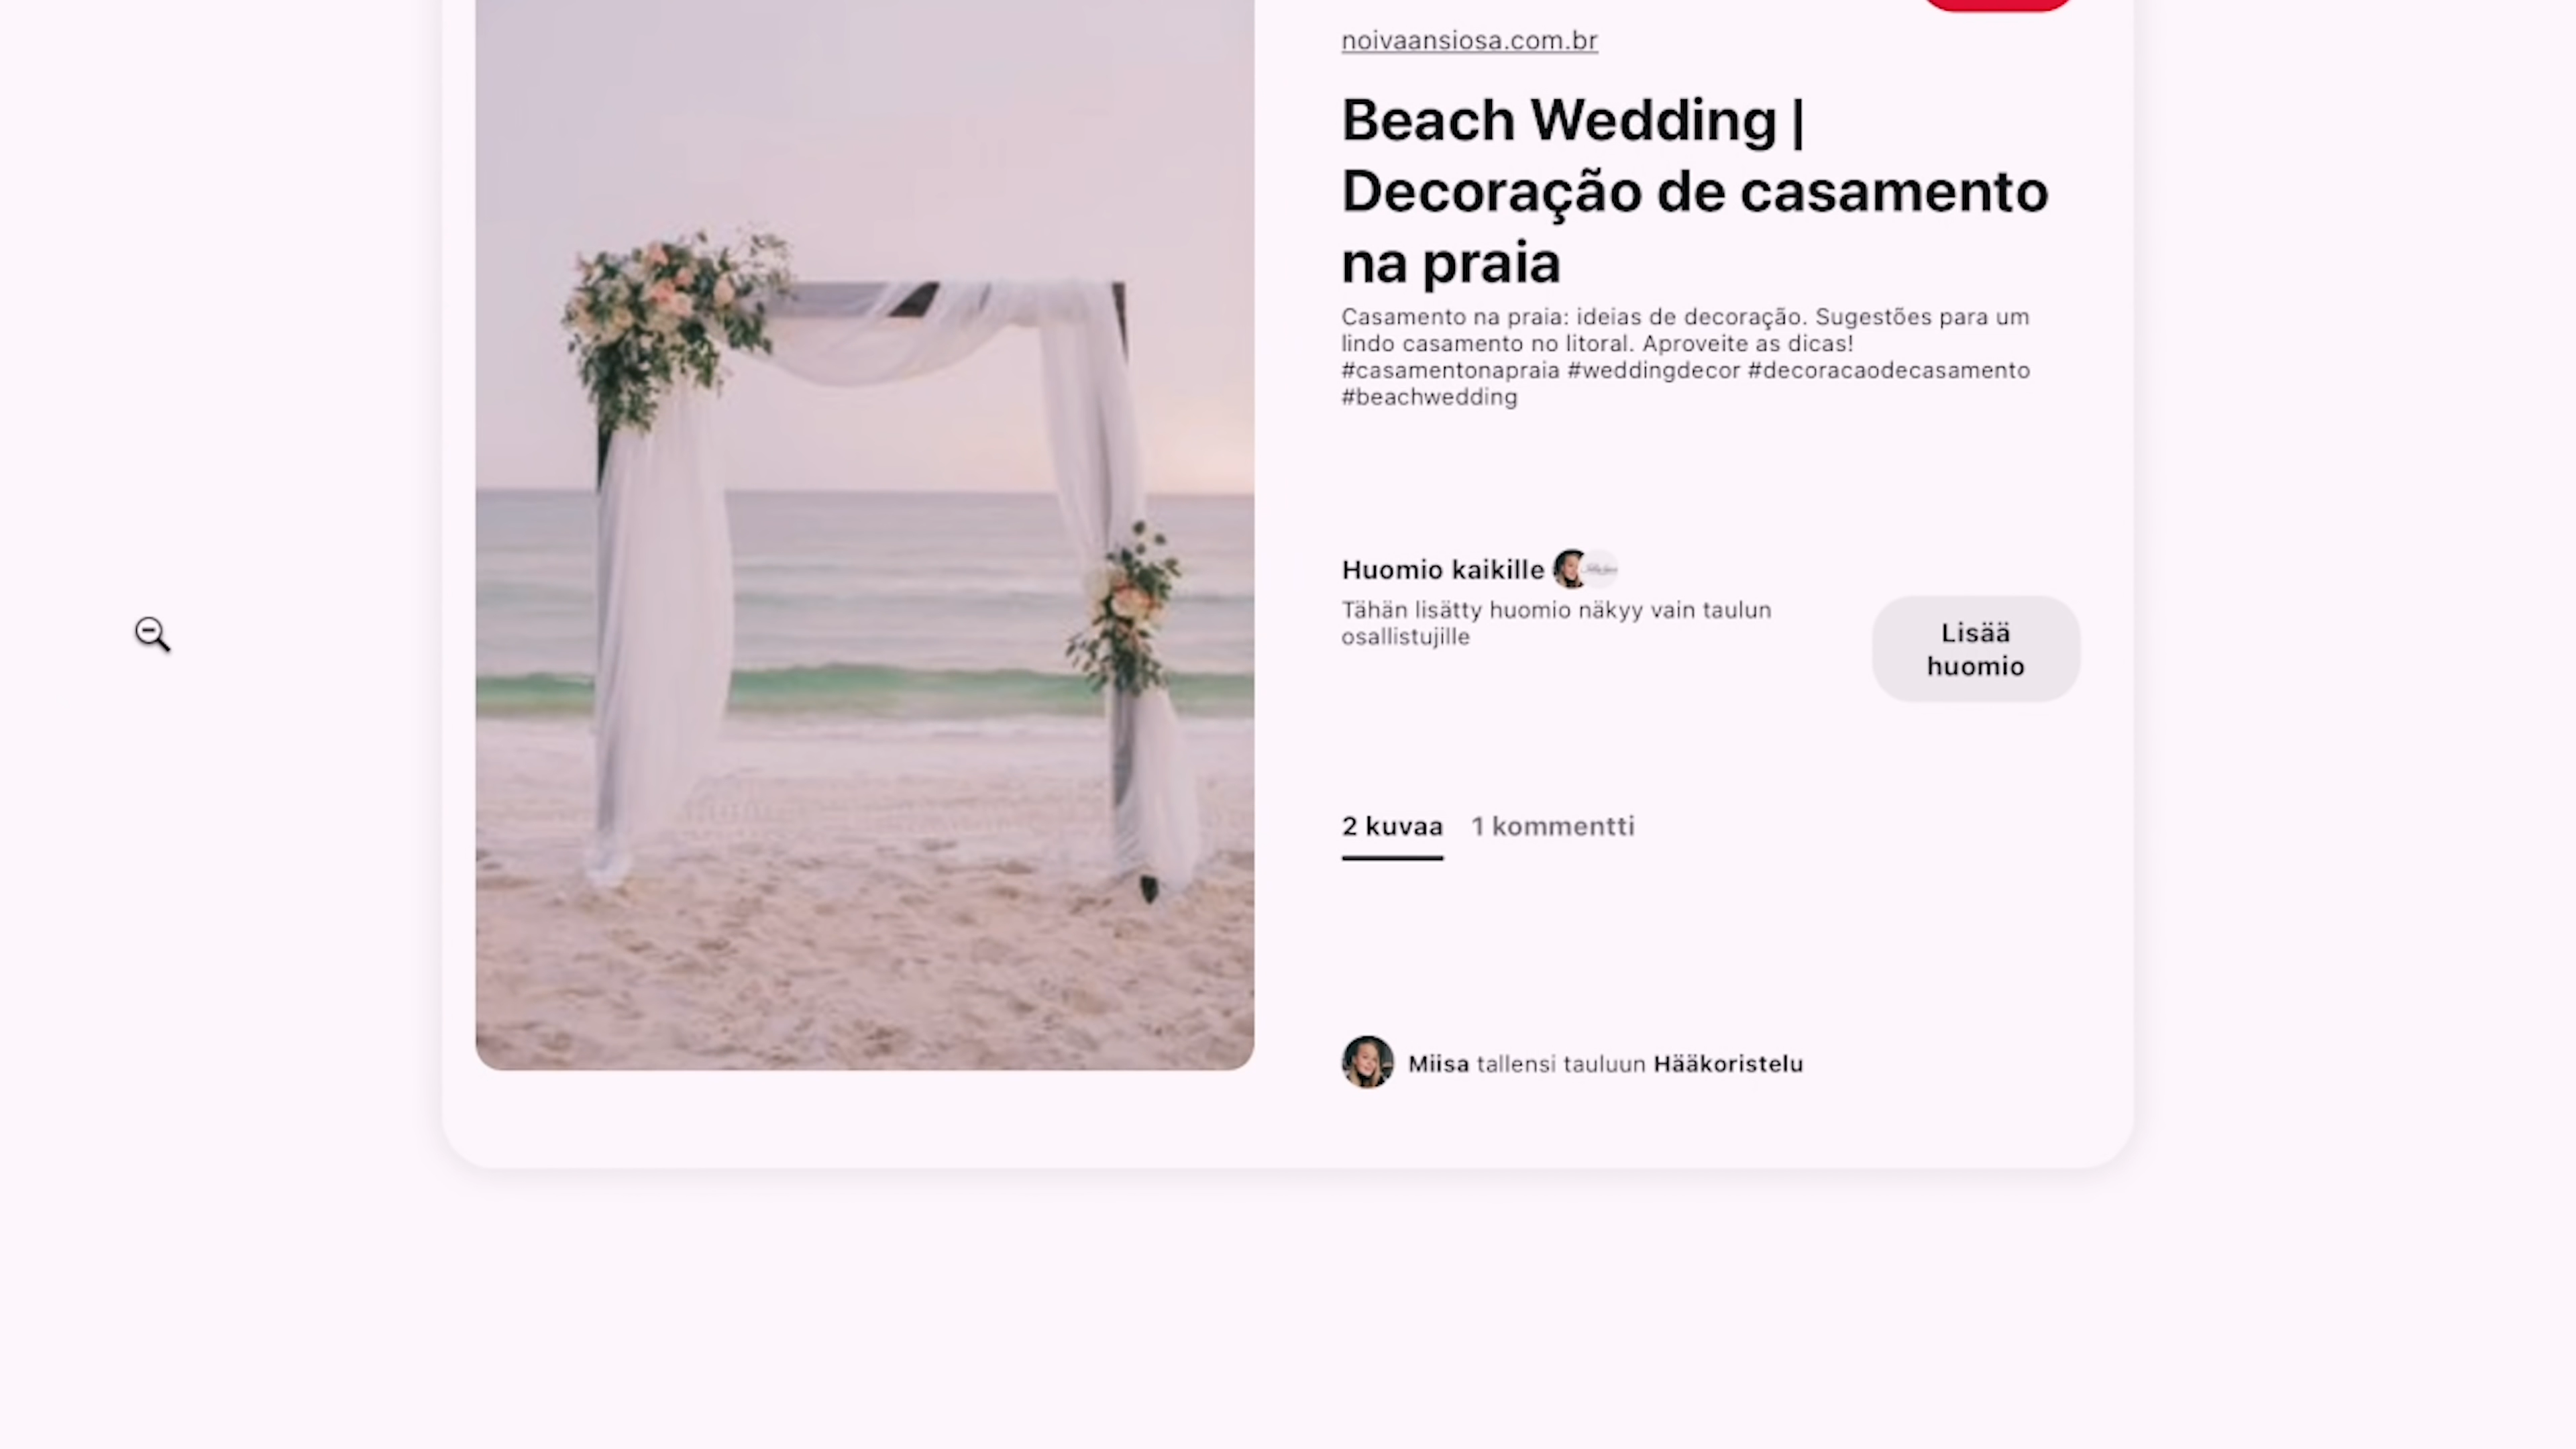 noivaansiosa.com.br
Beach Wedding |
Decoração de casamento
na praia
Casamento na praia: ideias de decoração. Sugestões para um
lindo casamento no litoral. Aproveite as dicas!
#casamentonapraia #weddingdecor #decoracaodecasamento
#beachwedding
Huomio kaikille
Tähän lisätty huomio näkyy vain taulun
osallistujille
Lisää
huomio
2 kuvaa 1 kommentti
Miisa tallensi tauluun Hääkoristelu